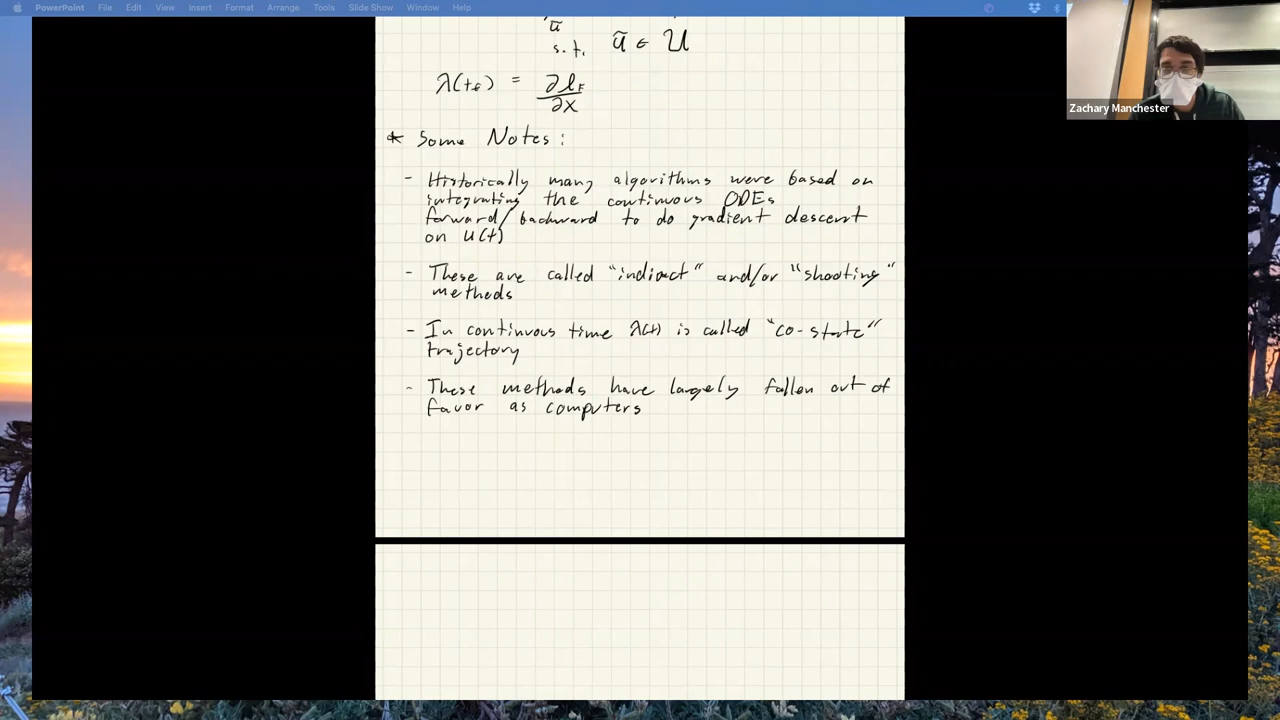 PowerPoint File Edit View Insert Format Arrange Tools Slide Show Window Help
ũ
s.t. ũ ∈ U
λ(t_F) = ∂l_F
∂x
* Some Notes:
- Historically many algorithms were based on
integrating the continuous ODEs
forward/backward to do gradient descent
on u(t)
- These are called "indirect" and/or "shooting"
methods
- In continuous time λ(t) is called "co-state"
trajectory
- These methods have largely fallen out of
favor as computers
Zachary Manchester